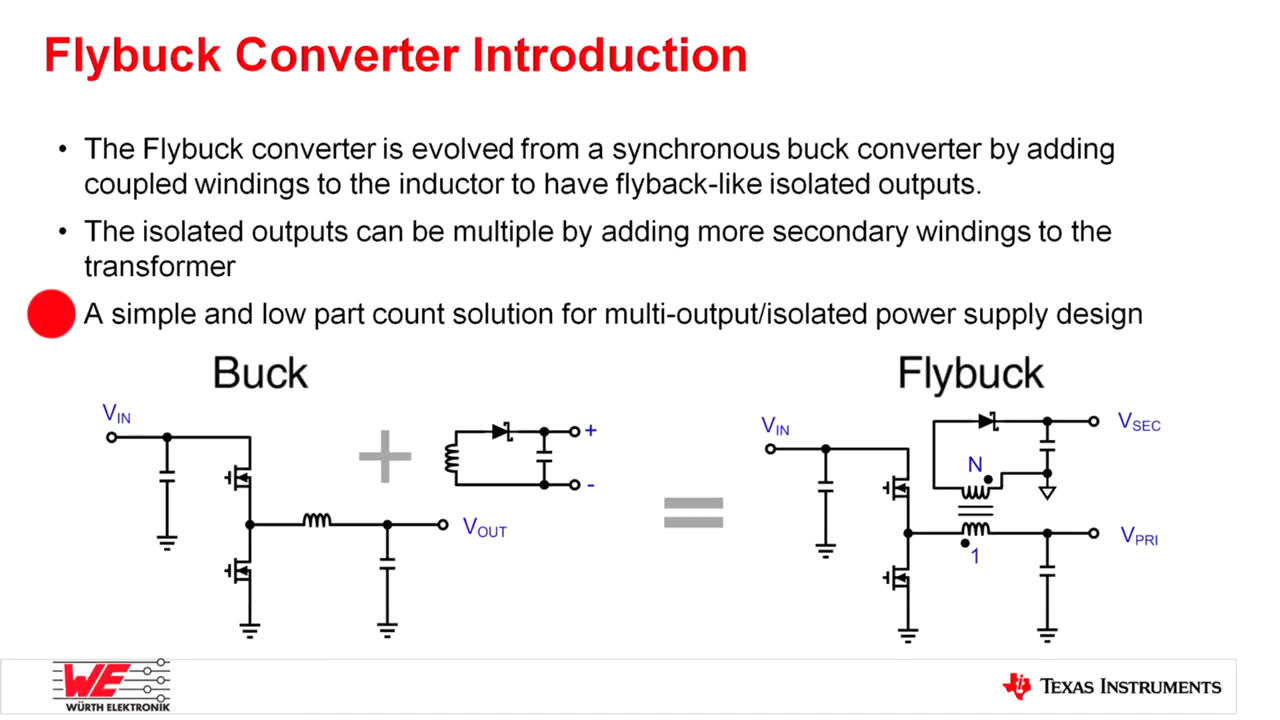 Flybuck Converter Introduction
• The Flybuck converter is evolved from a synchronous buck converter by adding
coupled windings to the inductor to have flyback-like isolated outputs.
• The isolated outputs can be multiple by adding more secondary windings to the
transformer
A simple and low part count solution for multi-output/isolated power supply design
Buck
Flybuck
VIN
+
+
-
VOUT
=
VIN
VSEC
N
1
VPRI
WE
WÜRTH ELEKTRONIK
TEXAS INSTRUMENTS